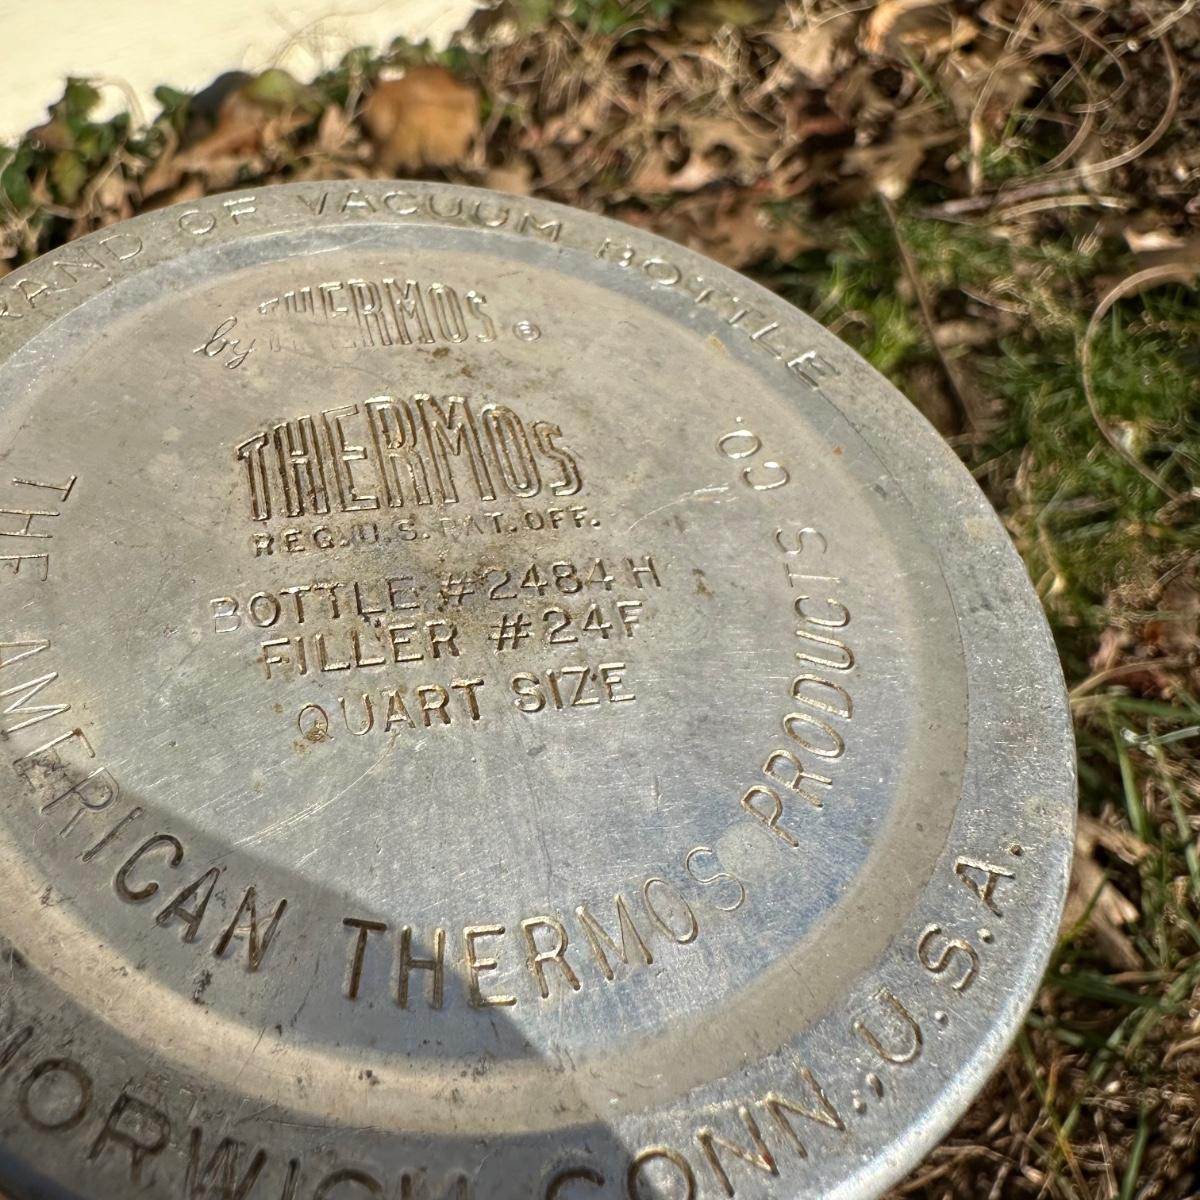 RAND OF VACUUM BOTTLE
by THERMOS ®
THERMOS
REG. U.S. PAT. OFF.
BOTTLE #2484 H
FILLER #24F
QUART SIZE
THE AMERICAN THERMOS PRODUCTS CO.
NORWICH CONN., U.S.A.